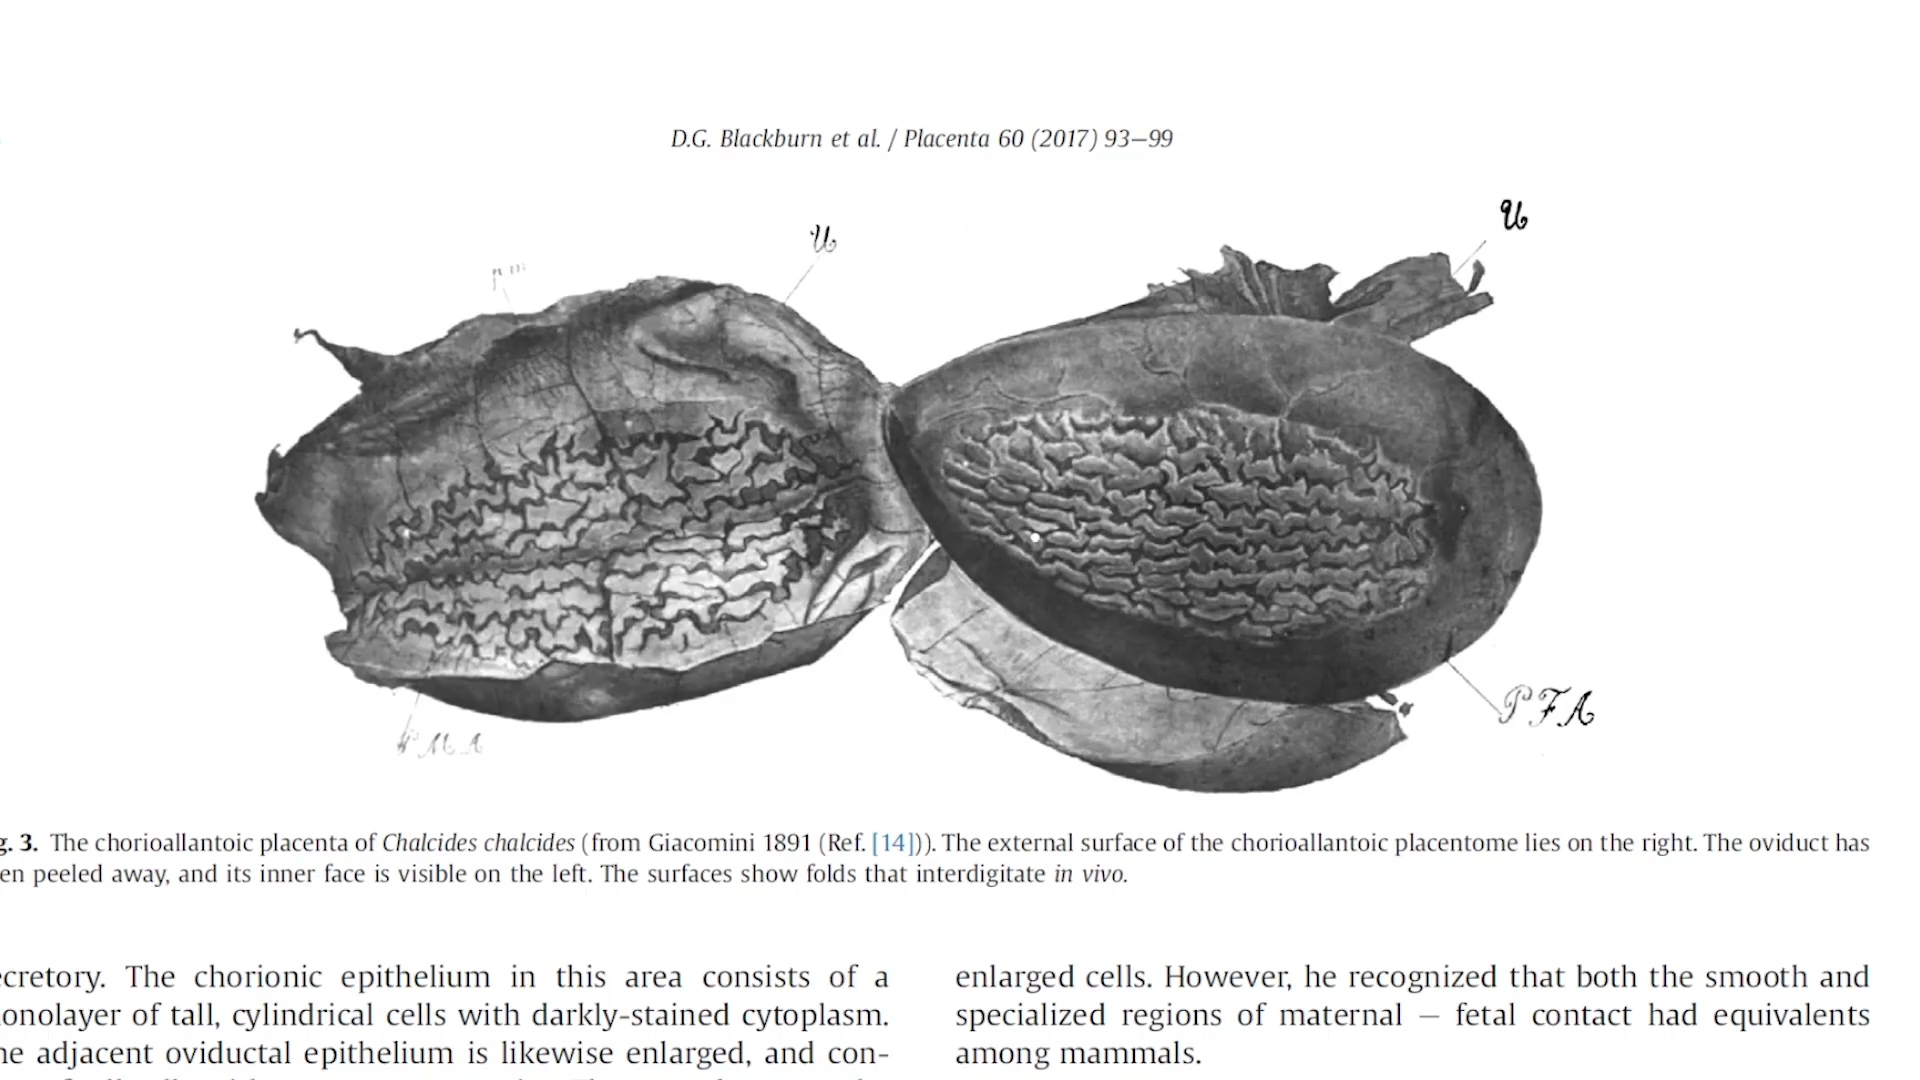 D.G. Blackburn et al. / Placenta 60 (2017) 93–99
U
U
p m
P F A
P M A
g. 3. The chorioallantoic placenta of Chalcides chalcides (from Giacomini 1891 (Ref. [14])). The external surface of the chorioallantoic placentome lies on the right. The oviduct has
en peeled away, and its inner face is visible on the left. The surfaces show folds that interdigitate in vivo.
ecretory. The chorionic epithelium in this area consists of a
onolayer of tall, cylindrical cells with darkly-stained cytoplasm.
he adjacent oviductal epithelium is likewise enlarged, and con-
enlarged cells. However, he recognized that both the smooth and
specialized regions of maternal – fetal contact had equivalents
among mammals.